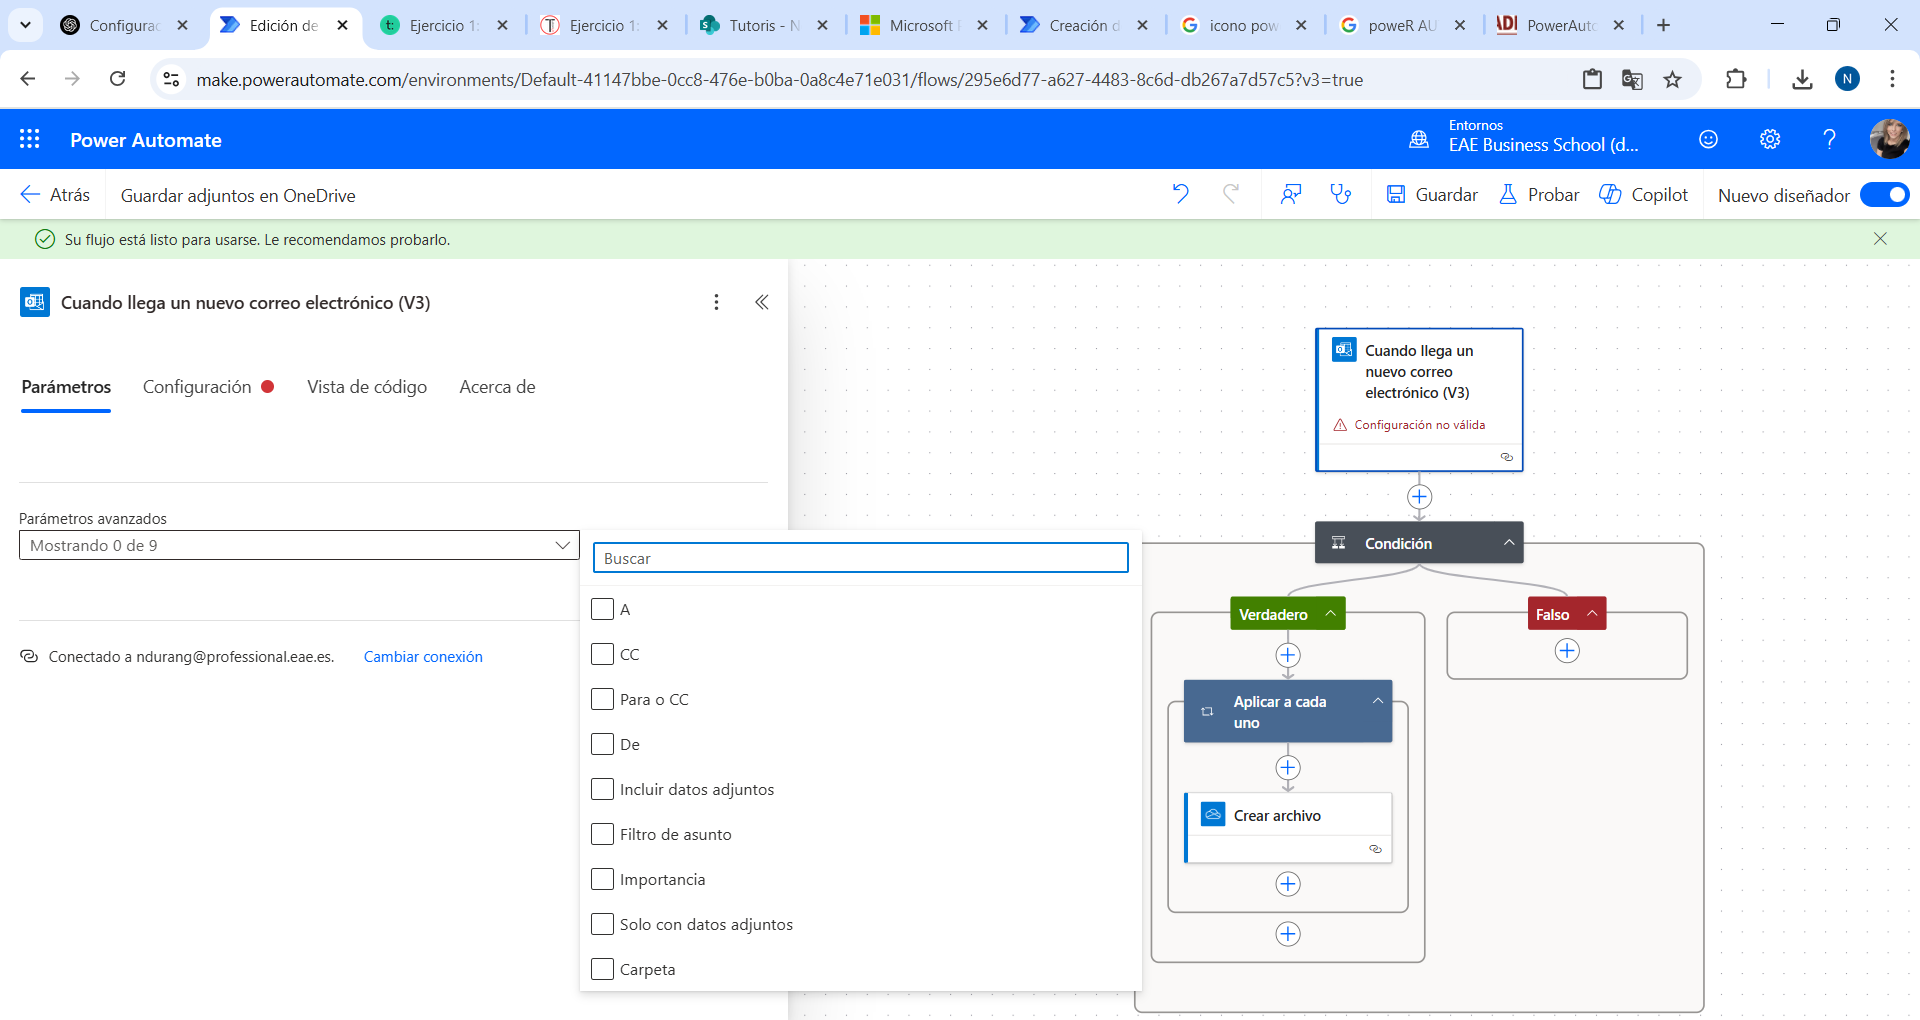 Configurac
Edición de
Ejercicio 1:
Ejercicio 1:
Tutoris - N
Microsoft P
Creación d
icono pow
poweR AU
PowerAuto
make.powerautomate.com/environments/Default-41147bbe-0cc8-476e-b0ba-0a8c4e71e031/flows/295e6d77-a627-4483-8c6d-db267a7d57c5?v3=true
N
Power Automate
Entornos
EAE Business School (d...
Atrás
Guardar adjuntos en OneDrive
Guardar
Probar
Copilot
Nuevo diseñador
Su flujo está listo para usarse. Le recomendamos probarlo.
Cuando llega un nuevo correo electrónico (V3)
Parámetros
Configuración
Vista de código
Acerca de
Parámetros avanzados
Mostrando 0 de 9
Conectado a ndurang@professional.eae.es.
Cambiar conexión
Buscar
A
CC
Para o CC
De
Incluir datos adjuntos
Filtro de asunto
Importancia
Solo con datos adjuntos
Carpeta
Cuando llega un
nuevo correo
electrónico (V3)
Configuración no válida
Condición
Verdadero
Falso
Aplicar a cada
uno
Crear archivo